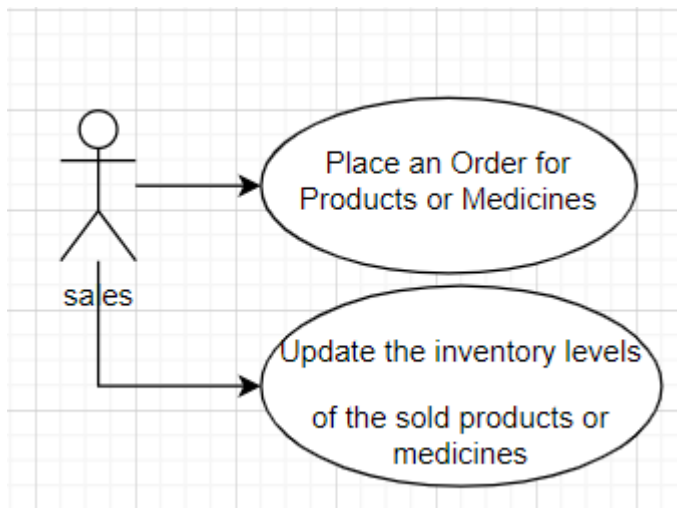 Place an Order for
Products or Medicines
sales
Update the inventory levels
of the sold products or
medicines